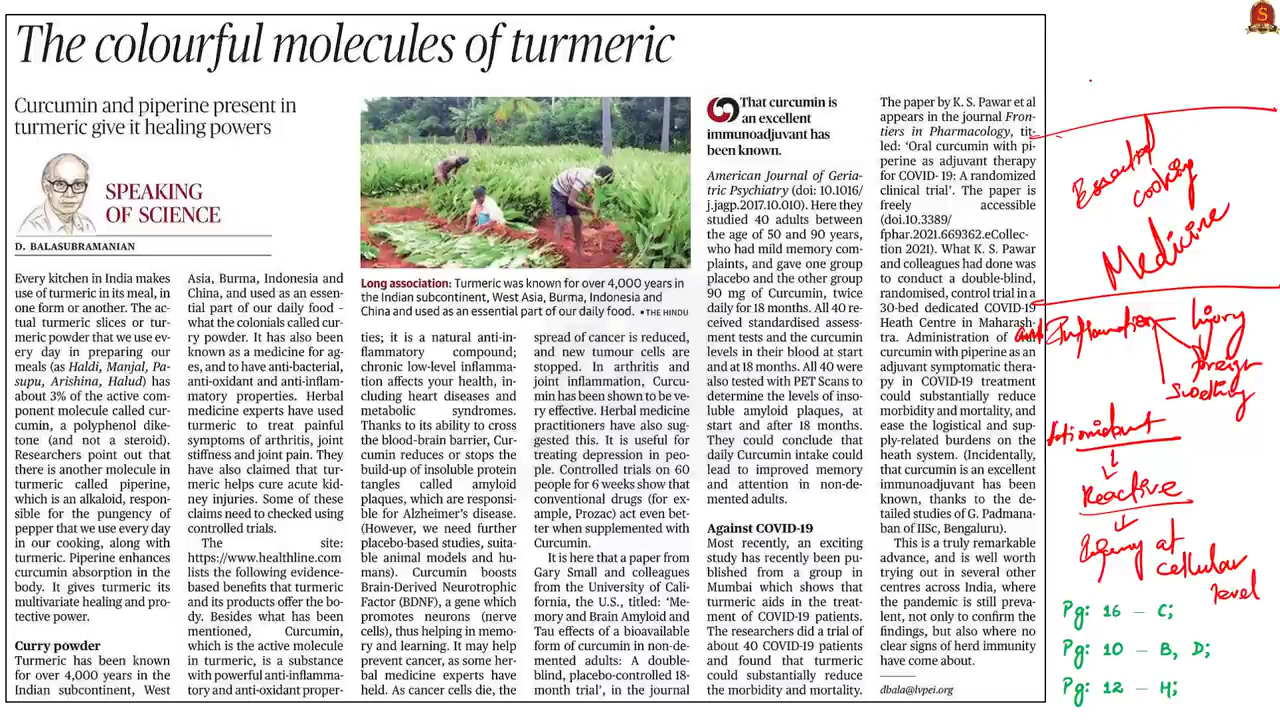 The colourful molecules of turmeric
Curcumin and piperine present in
turmeric give it healing powers
SPEAKING
OF SCIENCE
D. BALASUBRAMANIAN
Every kitchen in India makes
use of turmeric in its meal, in
one form or another. The ac-
tual turmeric slices or tur-
meric powder that we use ev-
ery day in preparing our
meals (as Haldi, Manjal, Pa-
supu, Arishina, Halud) has
about 3% of the active com-
ponent molecule called cur-
cumin, a polyphenol dike-
tone (and not a steroid).
Researchers point out that
there is another molecule in
turmeric called piperine,
which is an alkaloid, respon-
sible for the pungency of
pepper that we use every day
in our cooking, along with
turmeric. Piperine enhances
curcumin absorption in the
body. It gives turmeric its
multivariate healing and pro-
tective power.
Curry powder
Turmeric has been known
for over 4,000 years in the
Indian subcontinent, West
Asia, Burma, Indonesia and
China, and used as an essen-
tial part of our daily food -
what the colonials called cur-
ry powder. It has also been
known as a medicine for ag-
es, and to have anti-bacterial,
anti-oxidant and anti-inflam-
matory properties. Herbal
medicine experts have used
turmeric to treat painful
symptoms of arthritis, joint
stiffness and joint pain. They
have also claimed that tur-
meric helps cure acute kid-
ney injuries. Some of these
claims need to checked using
controlled trials.
The site:
https://www.healthline.com
lists the following evidence-
based benefits that turmeric
and its products offer the bo-
dy. Besides what has been
mentioned, Curcumin,
which is the active molecule
in turmeric, is a substance
with powerful anti-inflamma-
tory and anti-oxidant proper-
Long association: Turmeric was known for over 4,000 years in
the Indian subcontinent, West Asia, Burma, Indonesia and
China and used as an essential part of our daily food. • THE HINDU
ties; it is a natural anti-in-
flammatory compound;
chronic low-level inflamma-
tion affects your health, in-
cluding heart diseases and
metabolic syndromes.
Thanks to its ability to cross
the blood-brain barrier, Cur-
cumin reduces or stops the
build-up of insoluble protein
tangles called amyloid
plaques, which are responsi-
ble for Alzheimer's disease.
(However, we need further
placebo-based studies, suita-
ble animal models and hu-
mans). Curcumin boosts
Brain-Derived Neurotrophic
Factor (BDNF), a gene which
promotes neurons (nerve
cells), thus helping in memo-
ry and learning. It may help
prevent cancer, as some her-
bal medicine experts have
held. As cancer cells die, the
spread of cancer is reduced,
and new tumour cells are
stopped. In arthritis and
joint inflammation, Curcu-
min has been shown to be ve-
ry effective. Herbal medicine
practitioners have also sug-
gested this. It is useful for
treating depression in peo-
ple. Controlled trials on 60
people for 6 weeks show that
conventional drugs (for ex-
ample, Prozac) act even bet-
ter when supplemented with
Curcumin.
It is here that a paper from
Gary Small and colleagues
from the University of Cali-
fornia, the U.S., titled: 'Me-
mory and Brain Amyloid and
Tau effects of a bioavailable
form of curcumin in non-de-
mented adults: A double-
blind, placebo-controlled 18-
month trial', in the journal
That curcumin is
an excellent
immunoadjuvant has
been known.
American Journal of Geria-
tric Psychiatry (doi: 10.1016/
j.jagp.2017.10.010). Here they
studied 40 adults between
the age of 50 and 90 years,
who had mild memory com-
plaints, and gave one group
placebo and the other group
90 mg of Curcumin, twice
daily for 18 months. All 40 re-
ceived standardised assess-
ment tests and the curcumin
levels in their blood at start
and at 18 months. All 40 were
also tested with PET Scans to
determine the levels of inso-
luble amyloid plaques, at
start and after 18 months.
They could conclude that
daily Curcumin intake could
lead to improved memory
and attention in non-de-
mented adults.
Against COVID-19
Most recently, an exciting
study has recently been pu-
blished from a group in
Mumbai which shows that
turmeric aids in the treat-
ment of COVID-19 patients.
The researchers did a trial of
about 40 COVID-19 patients
and found that turmeric
could substantially reduce
the morbidity and mortality.
The paper by K. S. Pawar et al
appears in the journal Fron-
tiers in Pharmacology, tit-
led: 'Oral curcumin with pi-
perine as adjuvant therapy
for COVID-19: A randomized
clinical trial'. The paper is
freely accessible
(doi.10.3389/
fphar.2021.669362.eCollec-
tion 2021). What K. S. Pawar
and colleagues had done was
to conduct a double-blind,
randomised, control trial in a
30-bed dedicated COVID-19
Heath Centre in Maharash-
tra. Administration of
curcumin with piperine as an
adjuvant symptomatic thera-
py in COVID-19 treatment
could substantially reduce
morbidity and mortality, and
ease the logistical and sup-
ply-related burdens on the
heath system. (Incidentally,
that curcumin is an excellent
immunoadjuvant has been
known, thanks to the de-
tailed studies of G. Padmana-
ban of IISc, Bengaluru).
This is a truly remarkable
advance, and is well worth
trying out in several other
centres across India, where
the pandemic is still preva-
lent, not only to confirm the
findings, but also where no
clear signs of herd immunity
have come about.
dbala@lvpei.org
Essential
cooking
Medicine
Inflamation
Injury
foreign
swelling
Antioxidant
Reactive
Injury at
cellular
level
Pg: 16 - C;
Pg: 10 - B, D;
Pg: 12 - H;